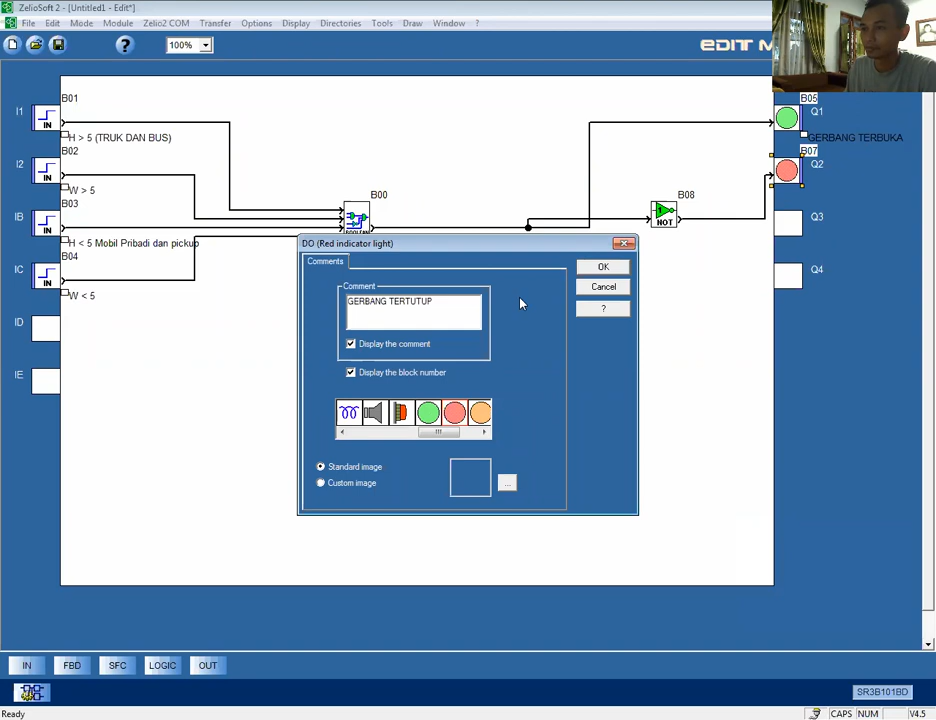 ZelioSoft 2 - [Untitled1 - Edit*]
File Edit Mode Module Zelio2 COM Transfer Options Display Directories Tools Draw Window ?
? 100% EDIT M
B01 B05
I1 IN Q1
H > 5 (TRUK DAN BUS) GERBANG TERBUKA
B02 B07
I2 IN Q2
W > 5
B03 B00 B08
IB IN NOT Q3
H < 5 Mobil Pribadi dan pickup
B04
IC IN Q4
W < 5
ID
IE
DO (Red indicator light)
Comments
OK
Cancel
?
Comment
GERBANG TERTUTUP
Display the comment
Display the block number
Standard image
Custom image
...
IN FBD SFC LOGIC OUT
SR3B101BD
Ready CAPS NUM V4.5